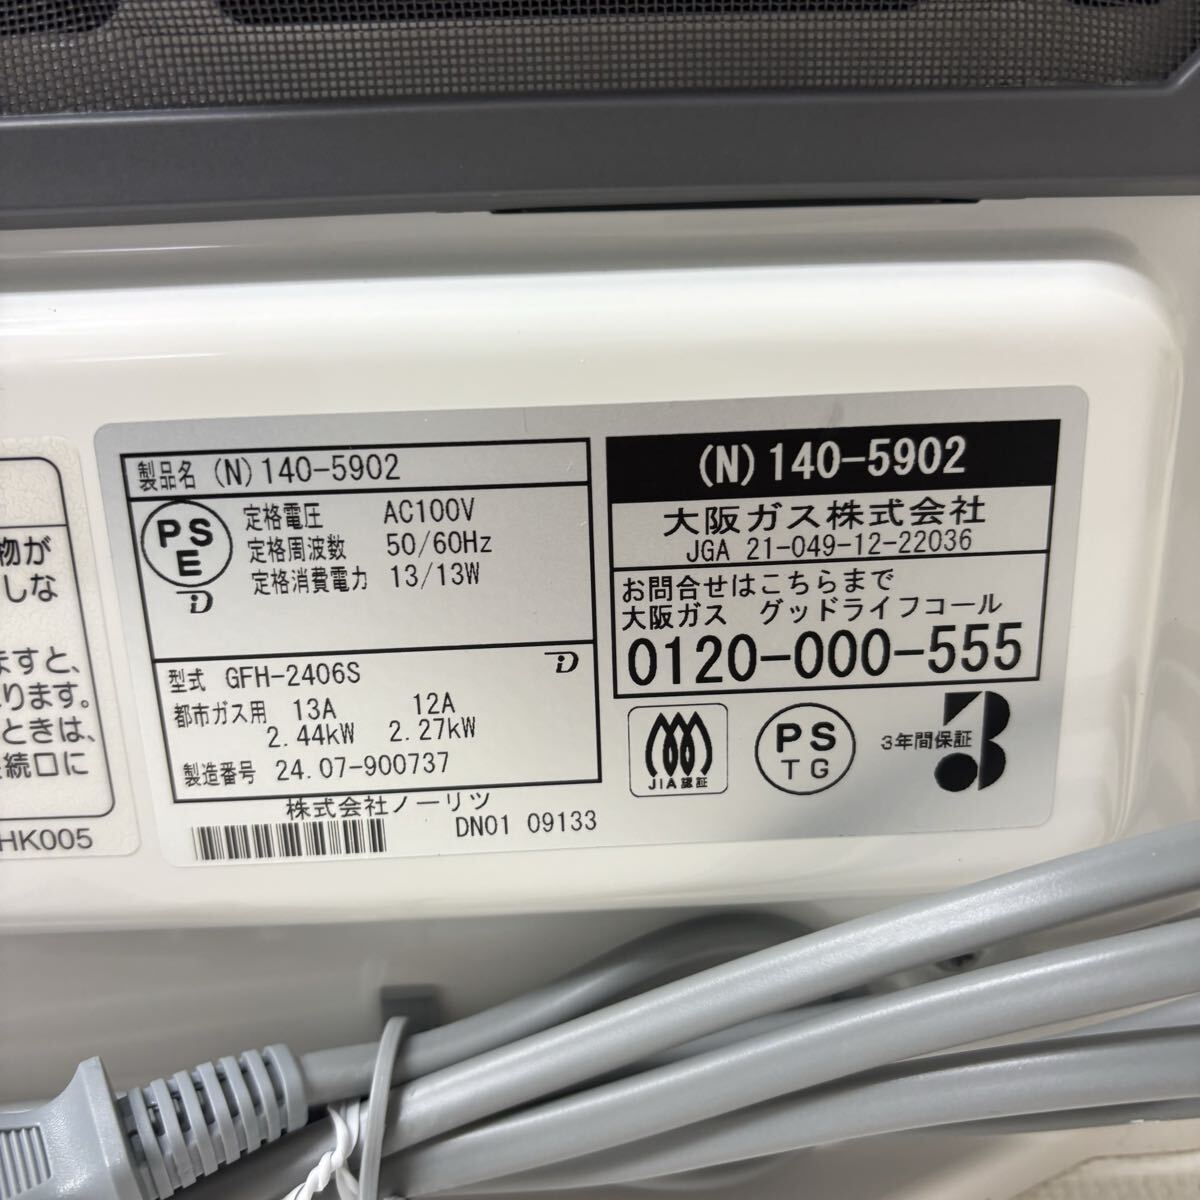 物が
しな
ますと、
ります。
ときは、
続口に
HK005
製品名 (N) 140-5902
PS
E
定格電圧 AC100V
定格周波数 50/60Hz
定格消費電力 13/13W
型式 GFH-2406S
都市ガス用 13A 12A
2.44kW 2.27kW
製造番号 24.07-900737
株式会社ノーリツ
DN01 09133
(N) 140-5902
大阪ガス株式会社
JGA 21-049-12-22036
お問合せはこちらまで
大阪ガス グッドライフコール
0120-000-555
JIA認証
PS
TG
3年間保証
3